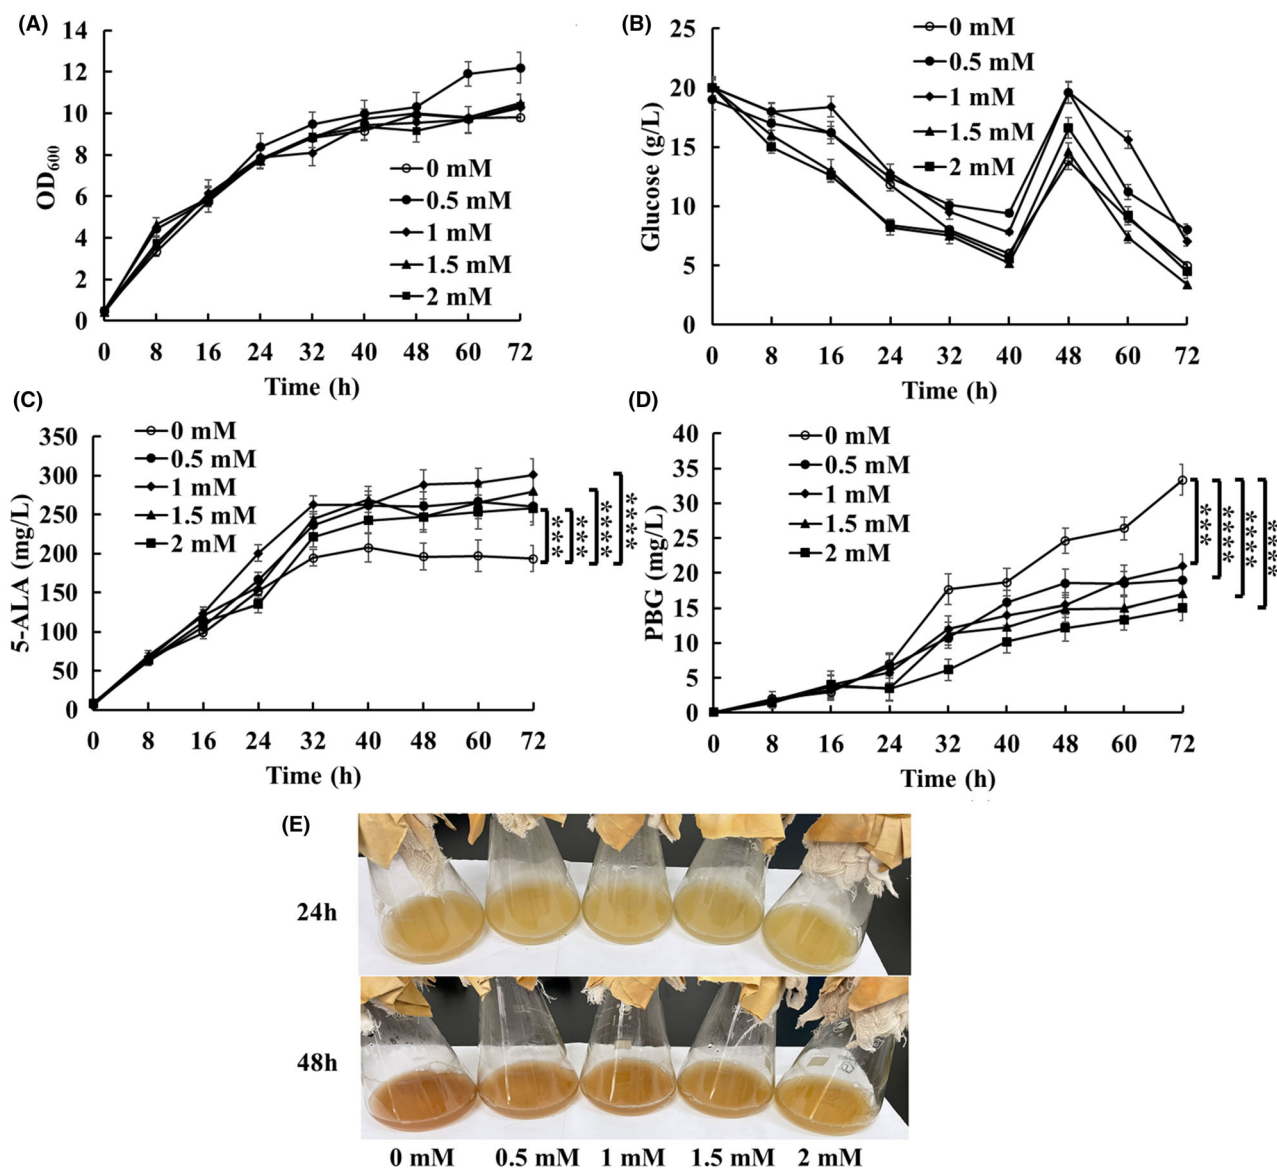 (A)
14
12
10
8
6
4
2
0
OD600
0 mM
0.5 mM
1 mM
1.5 mM
2 mM
0 8 16 24 32 40 48 60 72
Time (h)
(B)
25
20
15
10
5
0
Glucose (g/L)
0 mM
0.5 mM
1 mM
1.5 mM
2 mM
0 8 16 24 32 40 48 60 72
Time (h)
(C)
350
300
250
200
150
100
50
0
5-ALA (mg/L)
0 mM
0.5 mM
1 mM
1.5 mM
2 mM
***
***
****
****
0 8 16 24 32 40 48 60 72
Time (h)
(D)
40
35
30
25
20
15
10
5
0
PBG (mg/L)
0 mM
0.5 mM
1 mM
1.5 mM
2 mM
***
****
****
****
0 8 16 24 32 40 48 60 72
Time (h)
(E)
24h
48h
0 mM 0.5 mM 1 mM 1.5 mM 2 mM